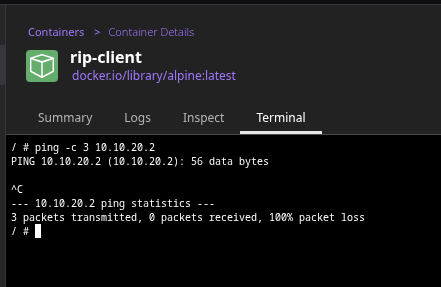 Containers > Container Details
rip-client
docker.io/library/alpine:latest
Summary Logs Inspect Terminal
/ # ping -c 3 10.10.20.2
PING 10.10.20.2 (10.10.20.2): 56 data bytes
^C
--- 10.10.20.2 ping statistics ---
3 packets transmitted, 0 packets received, 100% packet loss
/ #